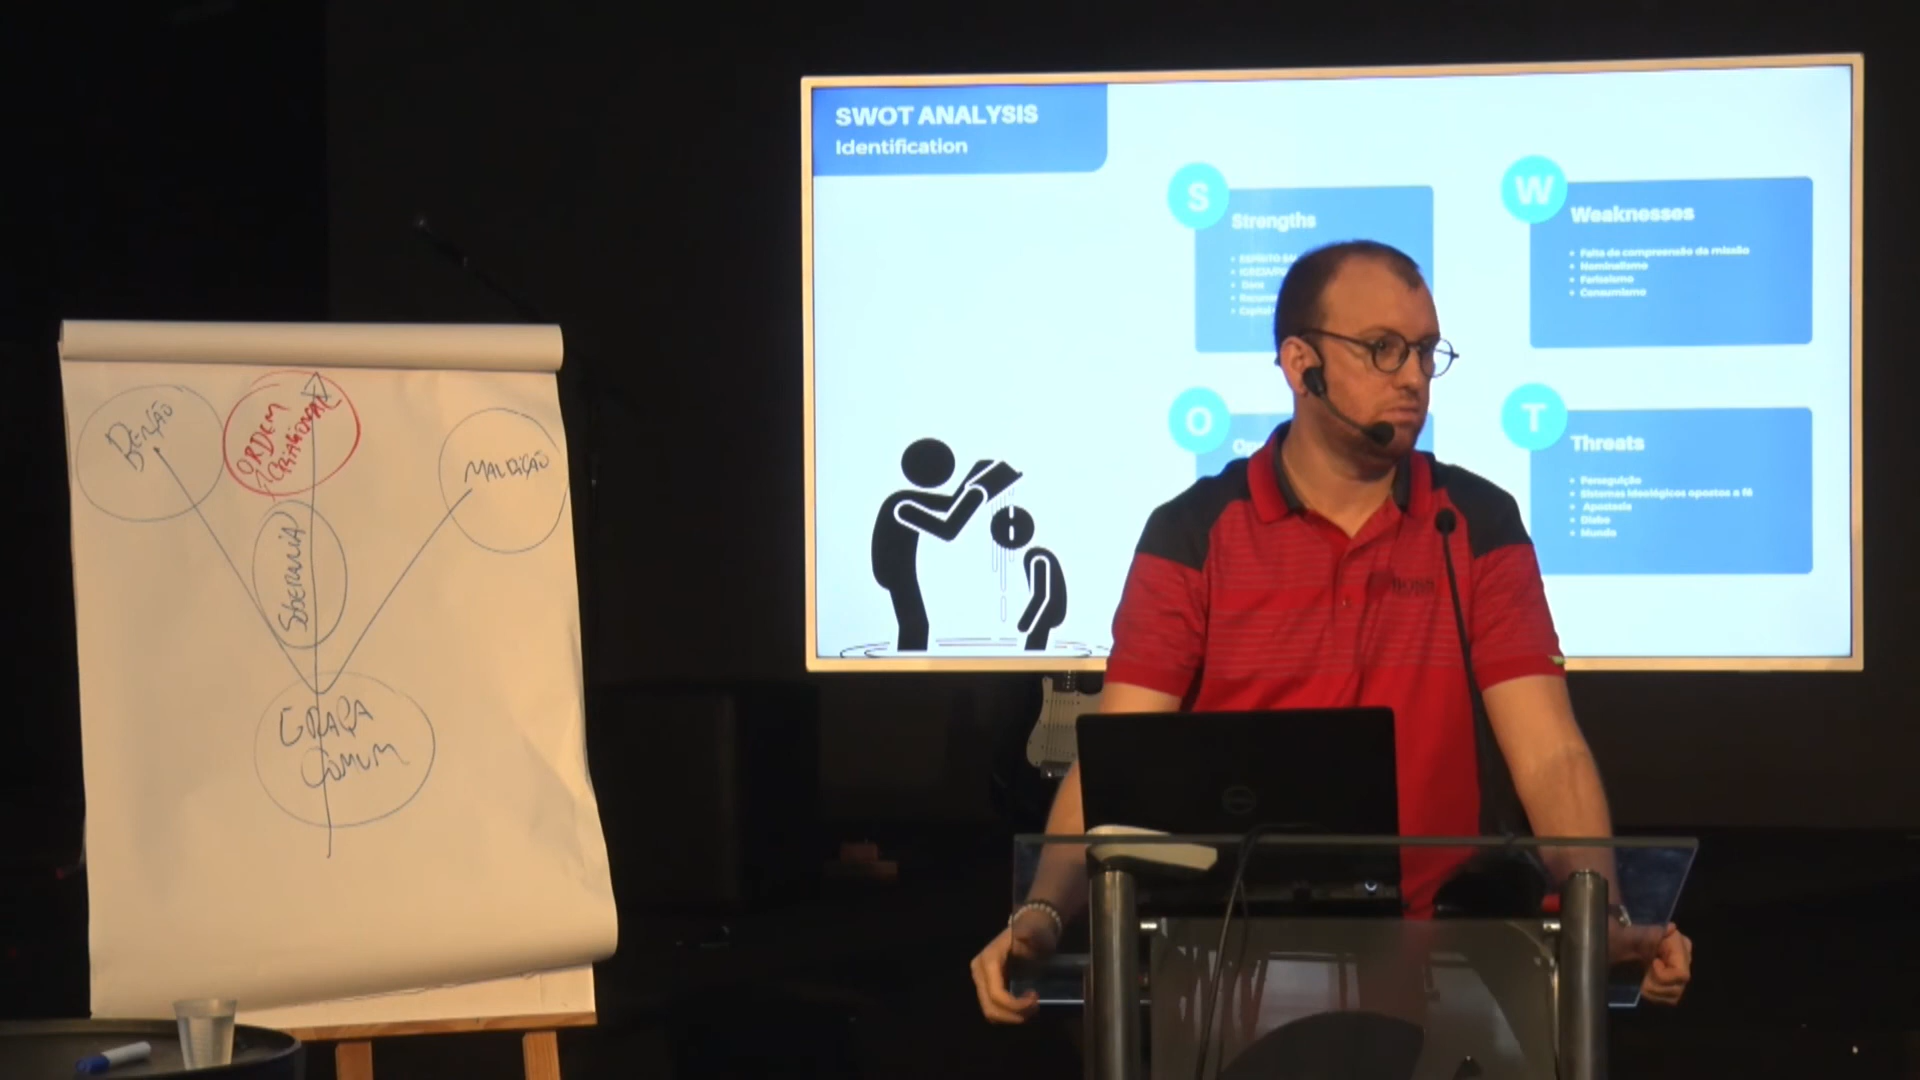 BENÇÃO
ORDEM
CRIACIONAL
MALDIÇÃO
SOBERANIA
GRAÇA
COMUM
SWOT ANALYSIS
Identification
S
Strengths
W
Weaknesses
• Falta de compreensão da missão
• Nominalismo
• Farisaísmo
• Consumismo
O
T
Threats
• Perseguição
• Sistemas ideológicos opostos a fé
• Apostasia
• Diabo
• Mundo
BOSS